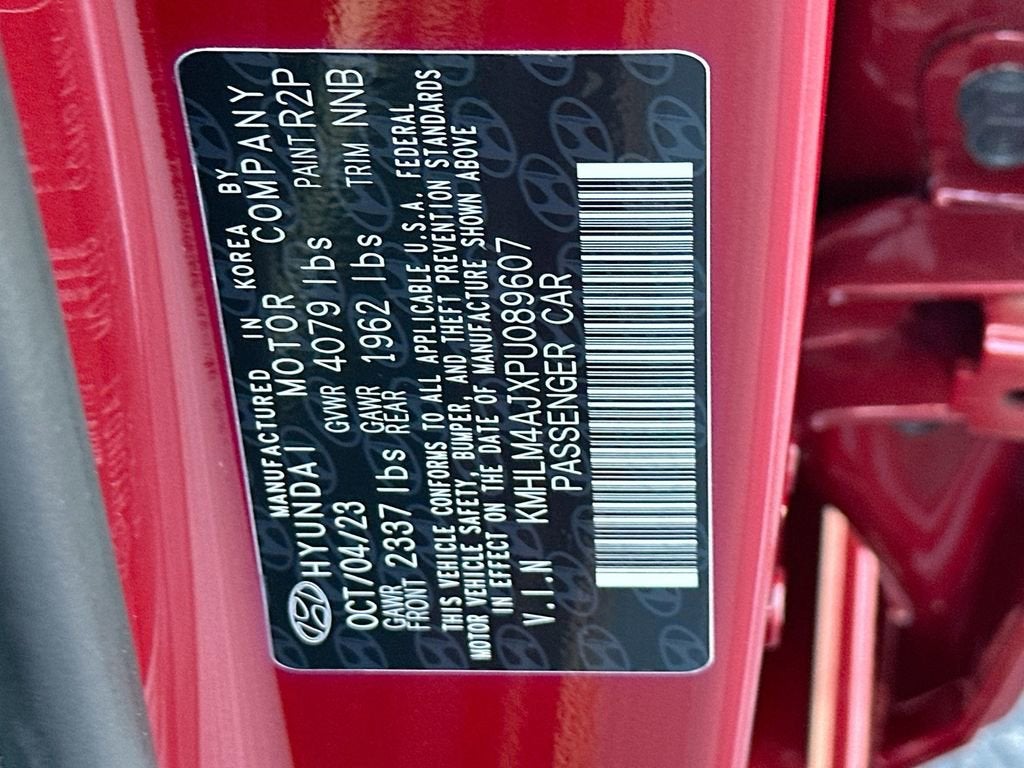 MANUFACTURED IN KOREA BY
HYUNDAI MOTOR COMPANY
OCT/04/23 GVWR 4079 lbs PAINT R2P
GAWR FRONT 2337 lbs GAWR REAR 1962 lbs TRIM NNB
THIS VEHICLE CONFORMS TO ALL APPLICABLE U.S.A. FEDERAL
MOTOR VEHICLE SAFETY, BUMPER, AND THEFT PREVENTION STANDARDS
IN EFFECT ON THE DATE OF MANUFACTURE SHOWN ABOVE
V.I.N KMHLM4AJXPU089607
PASSENGER CAR